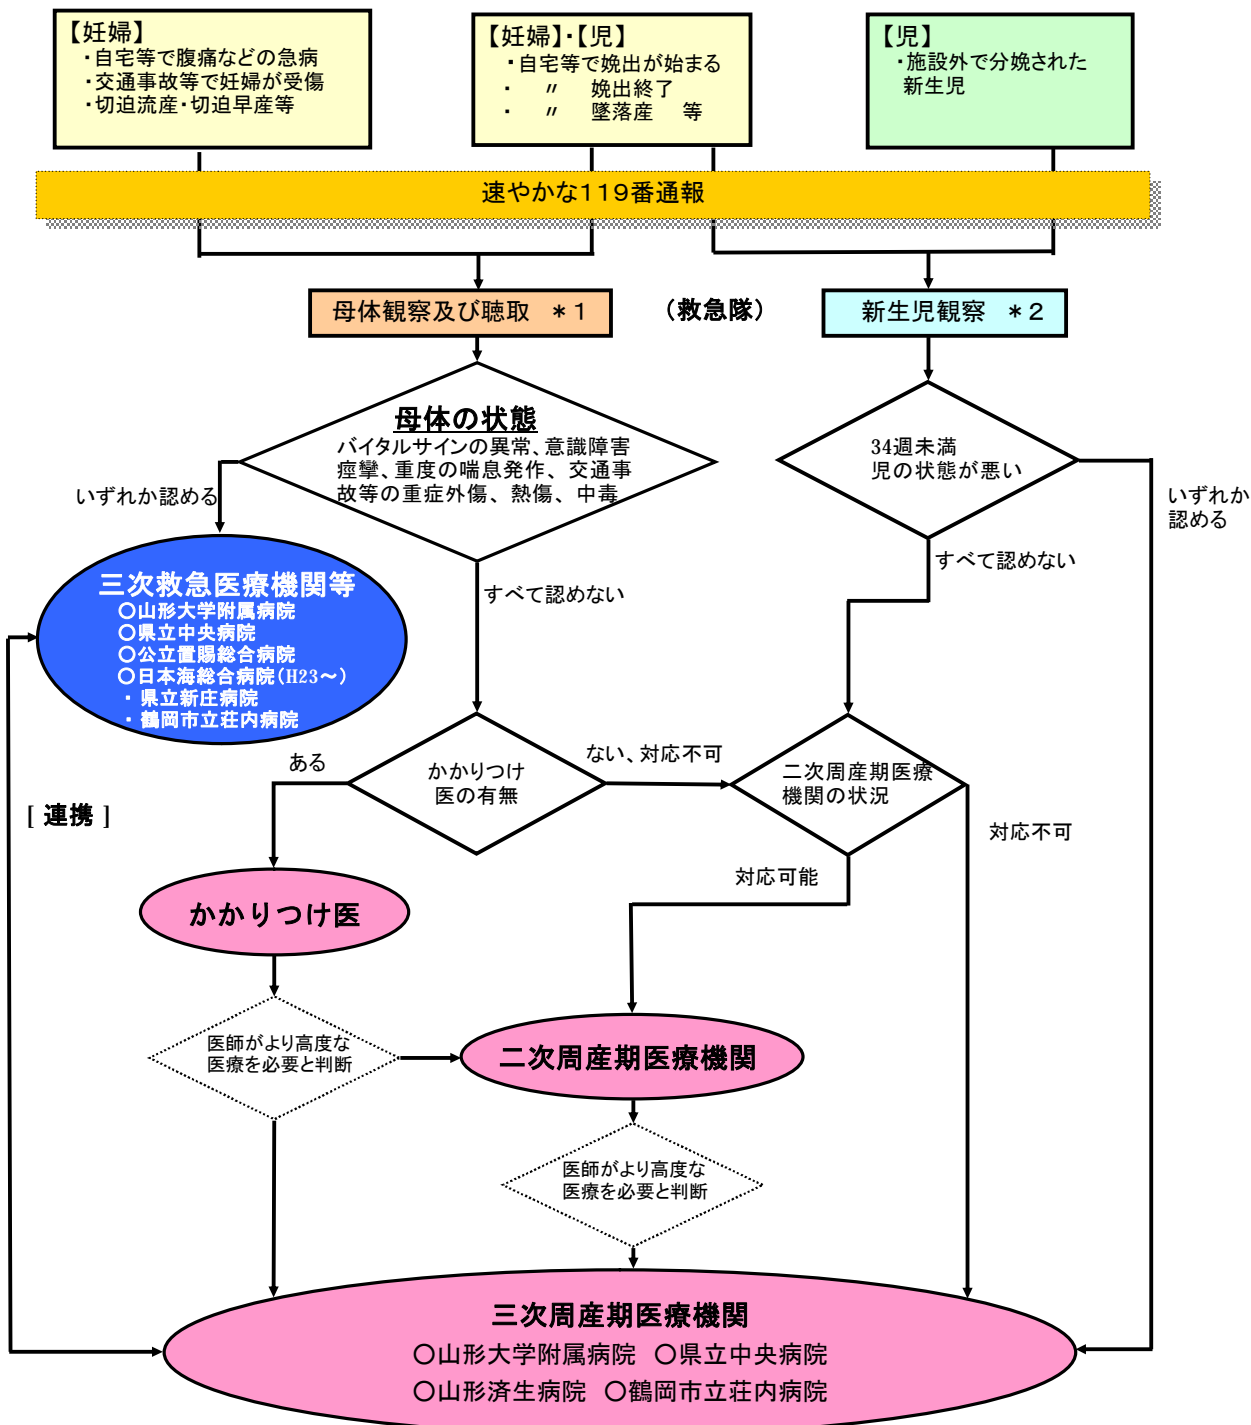 【妊婦】
・自宅等で腹痛などの急病
・交通事故等で妊婦が受傷
・切迫流産・切迫早産等
【妊婦】・【児】
・自宅等で娩出が始まる
・ 〃 娩出終了
・ 〃 墜落産 等
【児】
・施設外で分娩された
新生児
速やかな119番通報
母体観察及び聴取 *1
(救急隊)
新生児観察 *2
母体の状態
バイタルサインの異常、意識障害
痙攣、重度の喘息発作、交通事
故等の重症外傷、熱傷、中毒
34週未満
児の状態が悪い
いずれか認める
いずれか
認める
すべて認めない
すべて認めない
三次救急医療機関等
○山形大学附属病院
○県立中央病院
○公立置賜総合病院
○日本海総合病院(H23~)
・ 県立新庄病院
・ 鶴岡市立荘内病院
ある
かかりつけ
医の有無
ない、対応不可
二次周産期医療
機関の状況
[ 連携 ]
対応不可
対応可能
かかりつけ医
医師がより高度な
医療を必要と判断
二次周産期医療機関
医師がより高度な
医療を必要と判断
三次周産期医療機関
○山形大学附属病院 ○県立中央病院
○山形済生病院 ○鶴岡市立荘内病院